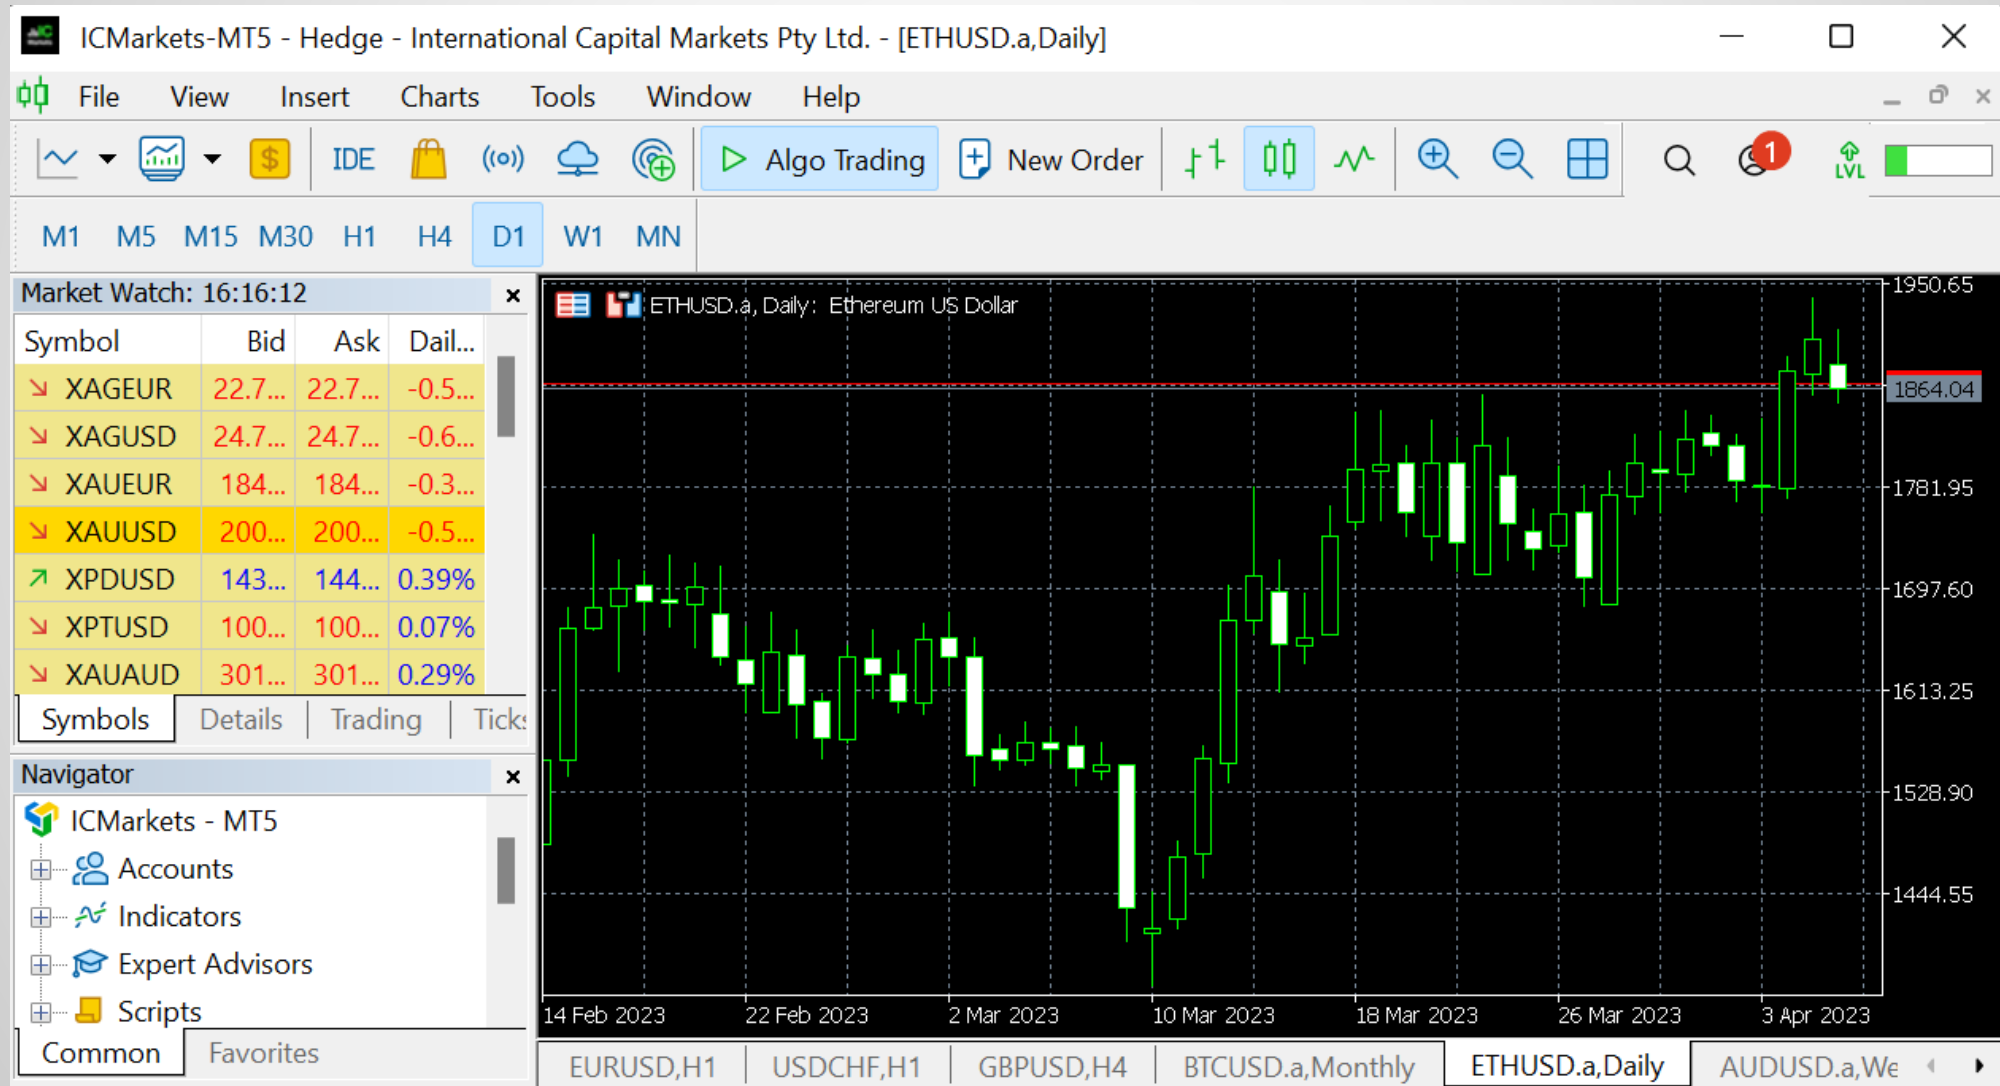 ICMarkets-MT5 - Hedge - International Capital Markets Pty Ltd. - [ETHUSD.a,Daily]
File View Insert Charts Tools Window Help
$ IDE Algo Trading New Order 1 LVL
M1 M5 M15 M30 H1 H4 D1 W1 MN
Market Watch: 16:16:12
Symbol Bid Ask Dail...
XAGEUR 22.7... 22.7... -0.5...
XAGUSD 24.7... 24.7... -0.6...
XAUEUR 184... 184... -0.3...
XAUUSD 200... 200... -0.5...
XPDUSD 143... 144... 0.39%
XPTUSD 100... 100... 0.07%
XAUAUD 301... 301... 0.29%
Symbols Details Trading Ticks
Navigator
ICMarkets - MT5
Accounts
Indicators
Expert Advisors
Scripts
Common Favorites
ETHUSD.a, Daily: Ethereum US Dollar
1950.65
1864.04
1781.95
1697.60
1613.25
1528.90
1444.55
14 Feb 2023 22 Feb 2023 2 Mar 2023 10 Mar 2023 18 Mar 2023 26 Mar 2023 3 Apr 2023
EURUSD,H1 USDCHF,H1 GBPUSD,H4 BTCUSD.a,Monthly ETHUSD.a,Daily AUDUSD.a,We